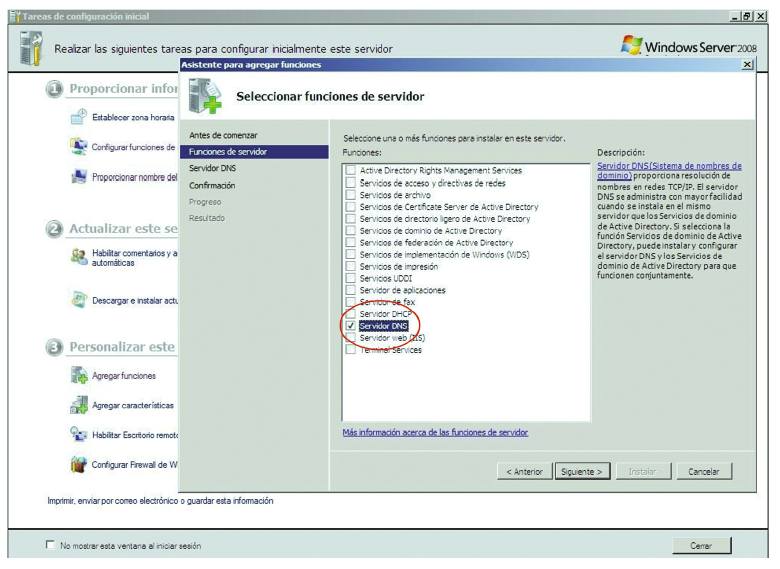 Tareas de configuración inicial
Realizar las siguientes tareas para configurar inicialmente este servidor
Windows Server 2008
1 Proporcionar infor
Establecer zona horaria
Configurar funciones de
Proporcionar nombre del
2 Actualizar este se
Habilitar comentarios y a
automáticas
Descargar e instalar actu
3 Personalizar este
Agregar funciones
Agregar características
Habilitar Escritorio remoto
Configurar Firewall de W
Imprimir, enviar por correo electrónico o guardar esta información
No mostrar esta ventana al iniciar sesión
Cerrar
Asistente para agregar funciones
Seleccionar funciones de servidor
Antes de comenzar
Funciones de servidor
Servidor DNS
Confirmación
Progreso
Resultado
Seleccione una o más funciones para instalar en este servidor.
Funciones:
Active Directory Rights Management Services
Servicios de acceso y directivas de redes
Servicios de archivo
Servicios de Certificate Server de Active Directory
Servicios de directorio ligero de Active Directory
Servicios de dominio de Active Directory
Servicios de federación de Active Directory
Servicios de implementación de Windows (WDS)
Servicios de impresión
Servicios UDDI
Servidor de aplicaciones
Servidor de fax
Servidor DHCP
Servidor DNS
Servidor web (IIS)
Terminal Services
Más información acerca de las funciones de servidor
Descripción:
Servidor DNS(Sistema de nombres de
dominio) proporciona resolución de
nombres en redes TCP/IP. El servidor
DNS se administra con mayor facilidad
cuando se instala en el mismo
servidor que los Servicios de dominio
de Active Directory. Si selecciona la
función Servicios de dominio de Active
Directory, puede instalar y configurar
el servidor DNS y los Servicios de
dominio de Active Directory para que
funcionen conjuntamente.
< Anterior
Siguiente >
Instalar
Cancelar